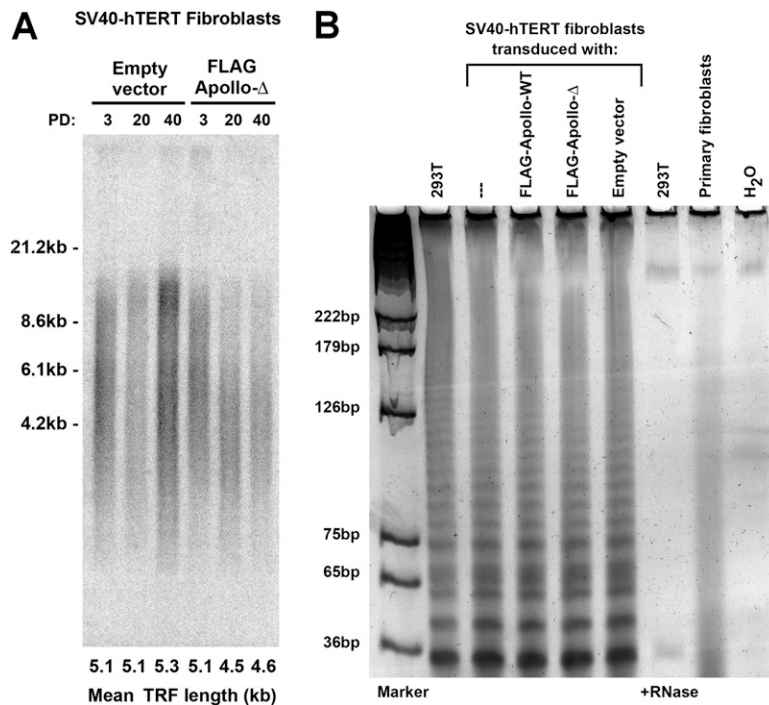 A
SV40-hTERT Fibroblasts
Empty vector
FLAG Apollo-Δ
PD: 3 20 40 3 20 40
21.2kb -
8.6kb -
6.1kb -
4.2kb -
5.1 5.1 5.3 5.1 4.5 4.6
Mean TRF length (kb)
B
SV40-hTERT fibroblasts
transduced with:
293T
---
FLAG-Apollo-WT
FLAG-Apollo-Δ
Empty vector
293T
Primary fibroblasts
H2O
222bp
179bp
126bp
75bp
65bp
36bp
Marker
+RNase